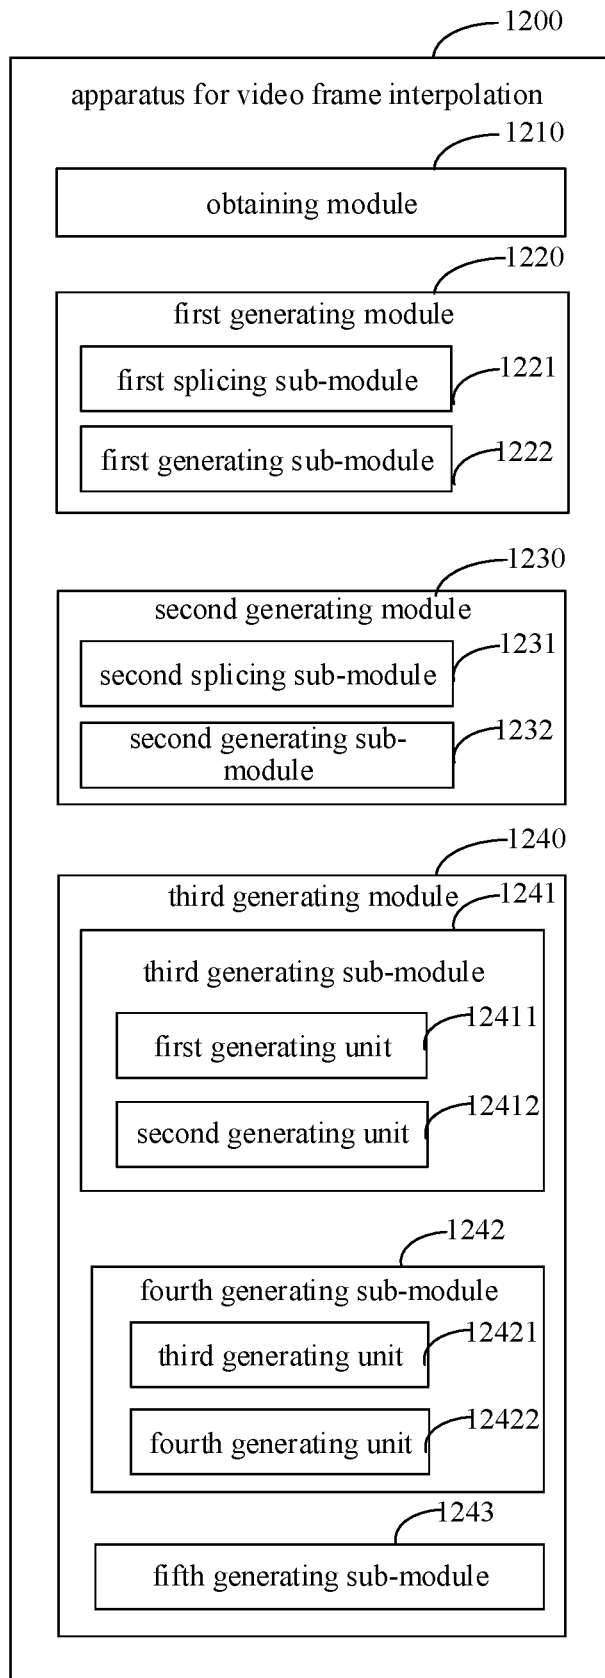 1200
apparatus for video frame interpolation
1210
obtaining module
1220
first generating module
first splicing sub-module
1221
first generating sub-module
1222
1230
second generating module
second splicing sub-module
1231
second generating sub-
module
1232
1240
third generating module
1241
third generating sub-module
first generating unit
12411
second generating unit
12412
1242
fourth generating sub-module
third generating unit
12421
fourth generating unit
12422
1243
fifth generating sub-module